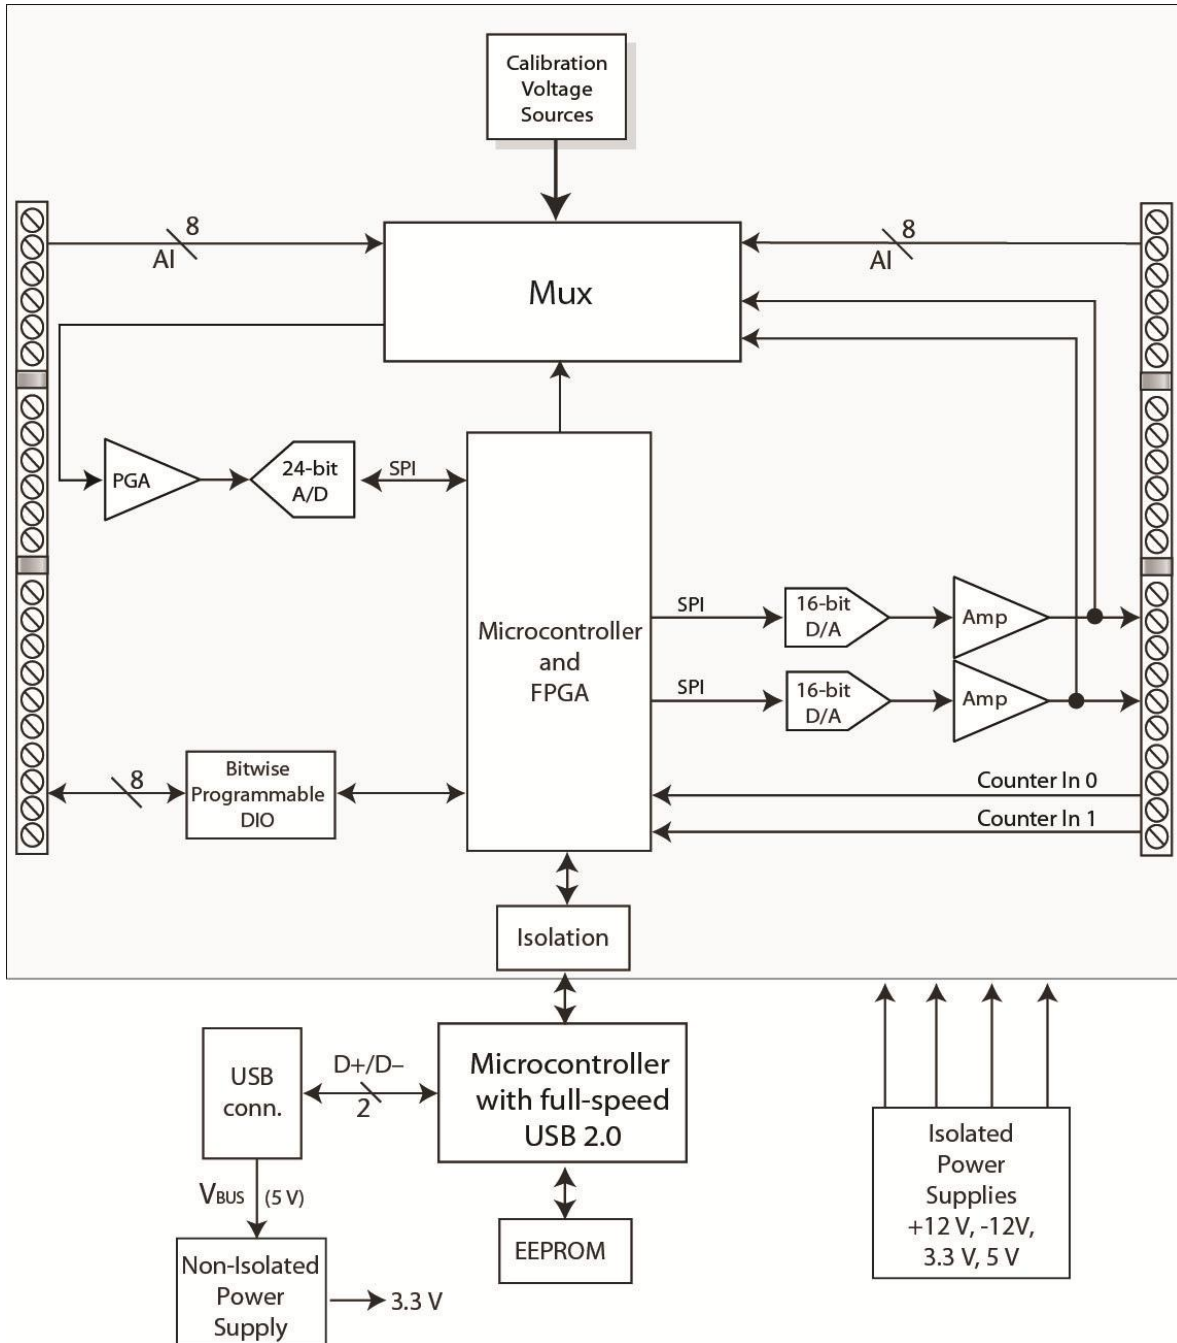 Calibration
Voltage
Sources
8
AI
8
AI
Mux
PGA
24-bit
A/D
SPI
Microcontroller
and
FPGA
SPI
16-bit
D/A
Amp
SPI
16-bit
D/A
Amp
8
Bitwise
Programmable
DIO
Counter In 0
Counter In 1
Isolation
USB
conn.
D+/D–
2
Microcontroller
with full-speed
USB 2.0
VBUS (5 V)
Non-Isolated
Power
Supply
3.3 V
EEPROM
Isolated
Power
Supplies
+12 V, -12V,
3.3 V, 5 V